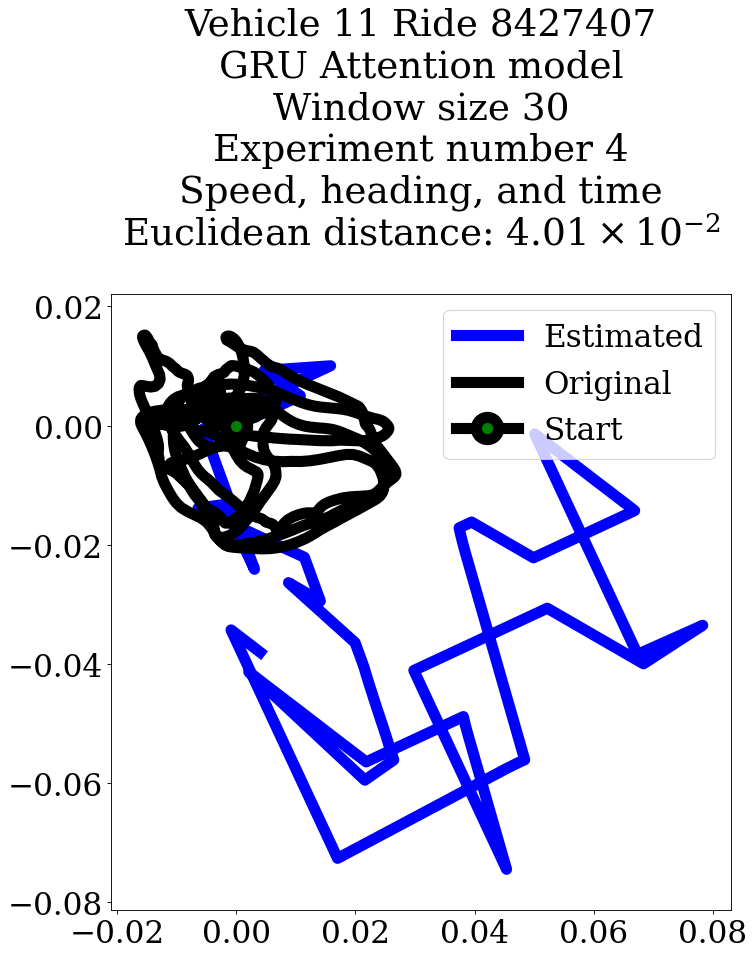 Vehicle 11 Ride 8427407
GRU Attention model
Window size 30
Experiment number 4
Speed, heading, and time
Euclidean distance: 4.01 × 10⁻²
0.02
0.00
−0.02
−0.04
−0.06
−0.08
Estimated
Original
Start
−0.02 0.00 0.02 0.04 0.06 0.08